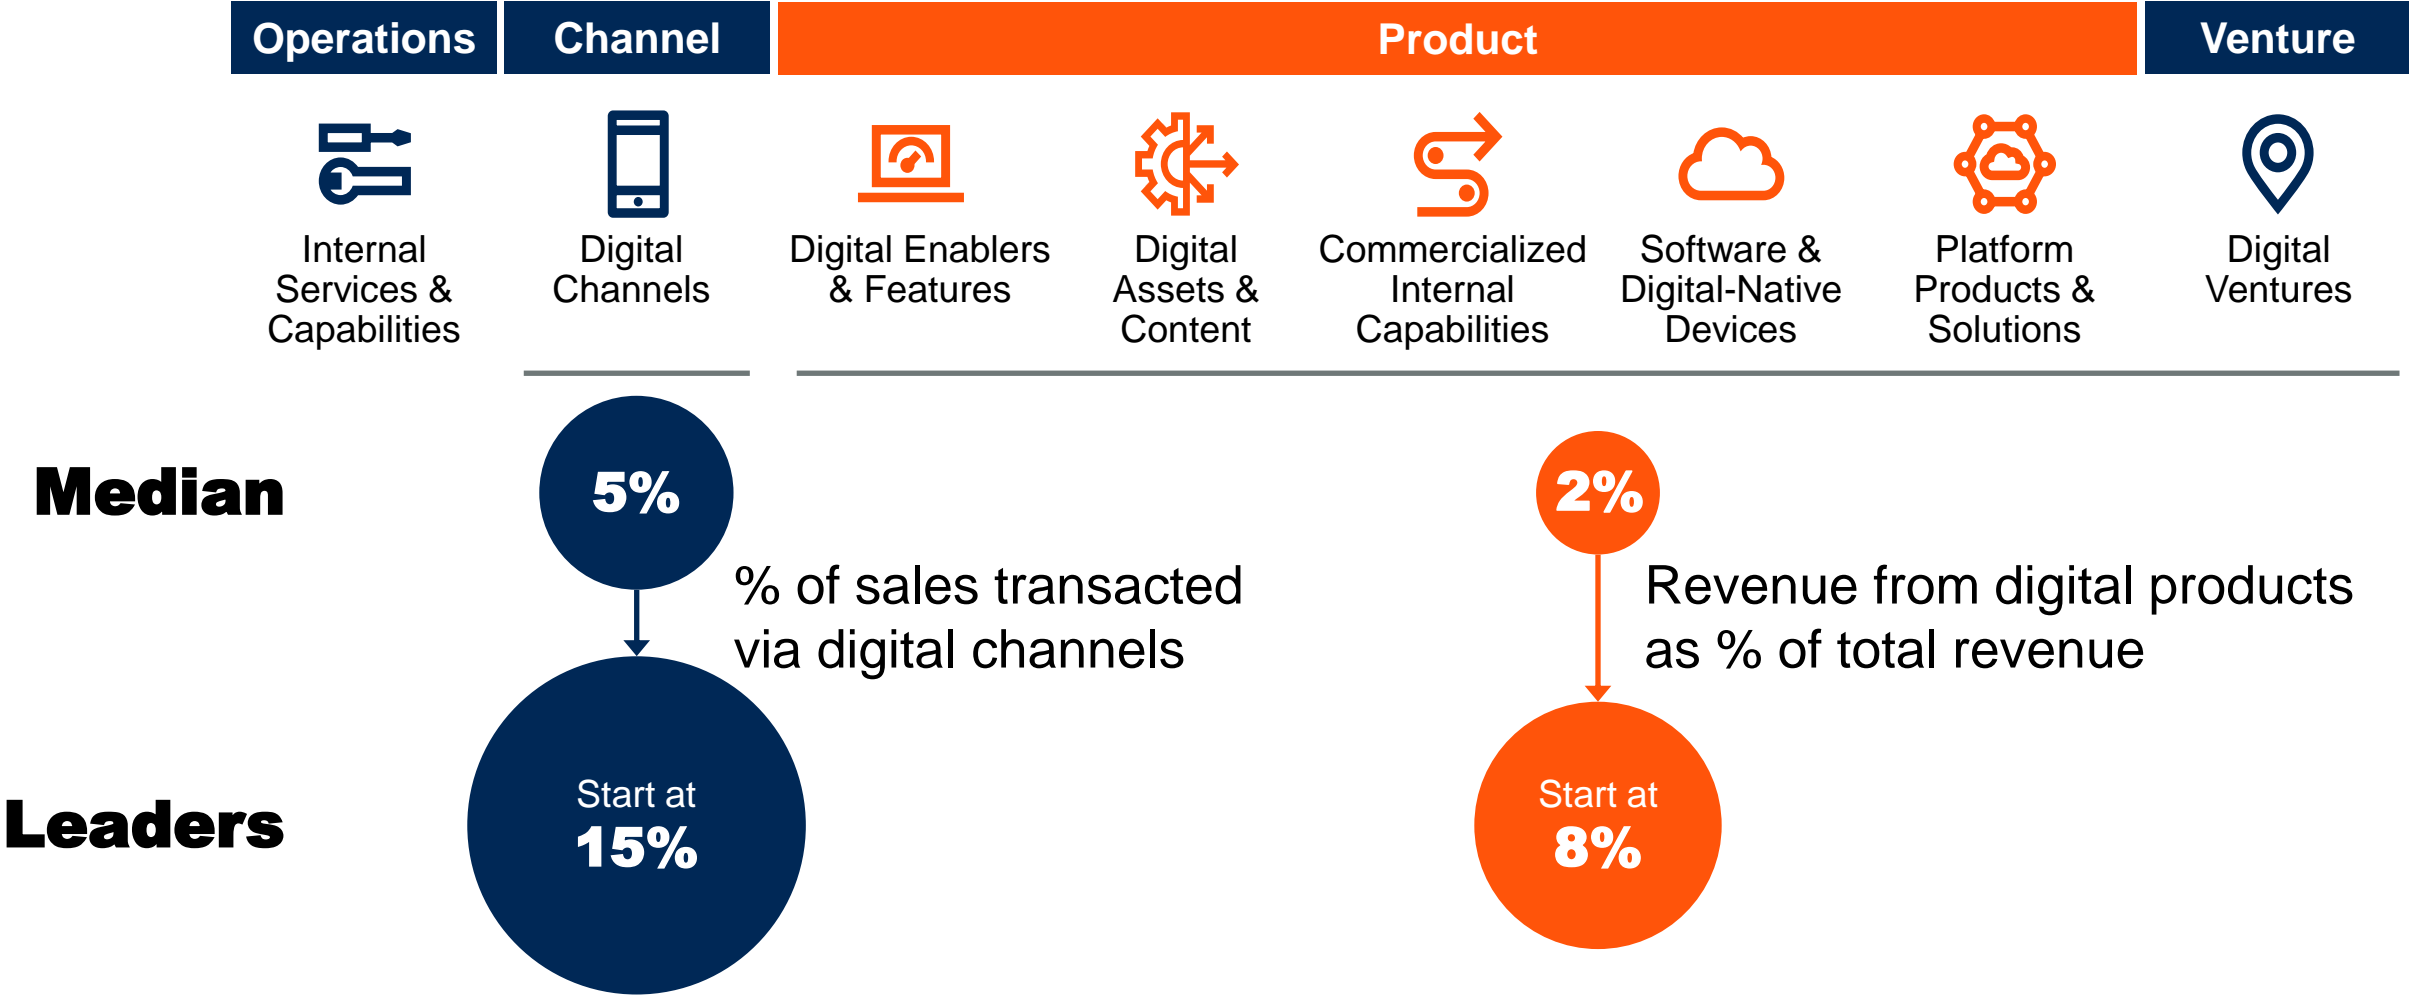 Operations
Channel
Product
Venture
Internal
Services &
Capabilities
Digital
Channels
Digital Enablers
& Features
Digital
Assets &
Content
Commercialized
Internal
Capabilities
Software &
Digital-Native
Devices
Platform
Products &
Solutions
Digital
Ventures
Median
5%
2%
% of sales transacted
via digital channels
Revenue from digital products
as % of total revenue
Leaders
Start at
15%
Start at
8%